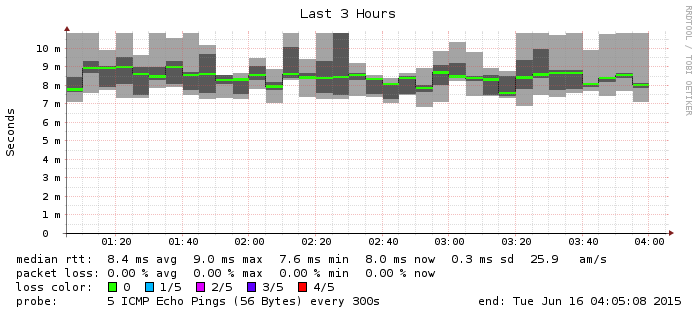 Last 3 Hours
RRDTOOL / TOBI OETIKER
Seconds
10 m
9 m
8 m
7 m
6 m
5 m
4 m
3 m
2 m
1 m
0
01:20 01:40 02:00 02:20 02:40 03:00 03:20 03:40 04:00
median rtt: 8.4 ms avg 9.0 ms max 7.6 ms min 8.0 ms now 0.3 ms sd 25.9 am/s
packet loss: 0.00 % avg 0.00 % max 0.00 % min 0.00 % now
loss color: 0 1/5 2/5 3/5 4/5
probe: 5 ICMP Echo Pings (56 Bytes) every 300s end: Tue Jun 16 04:05:08 2015